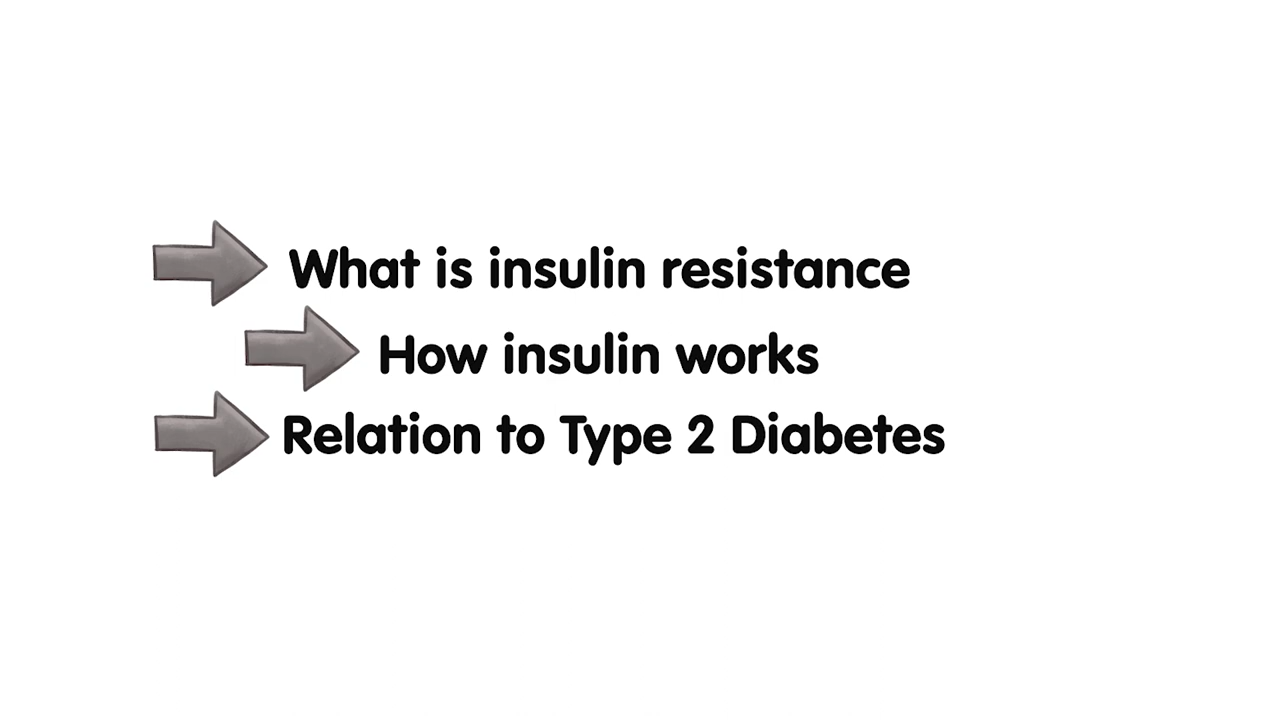 What is insulin resistance
How insulin works
Relation to Type 2 Diabetes